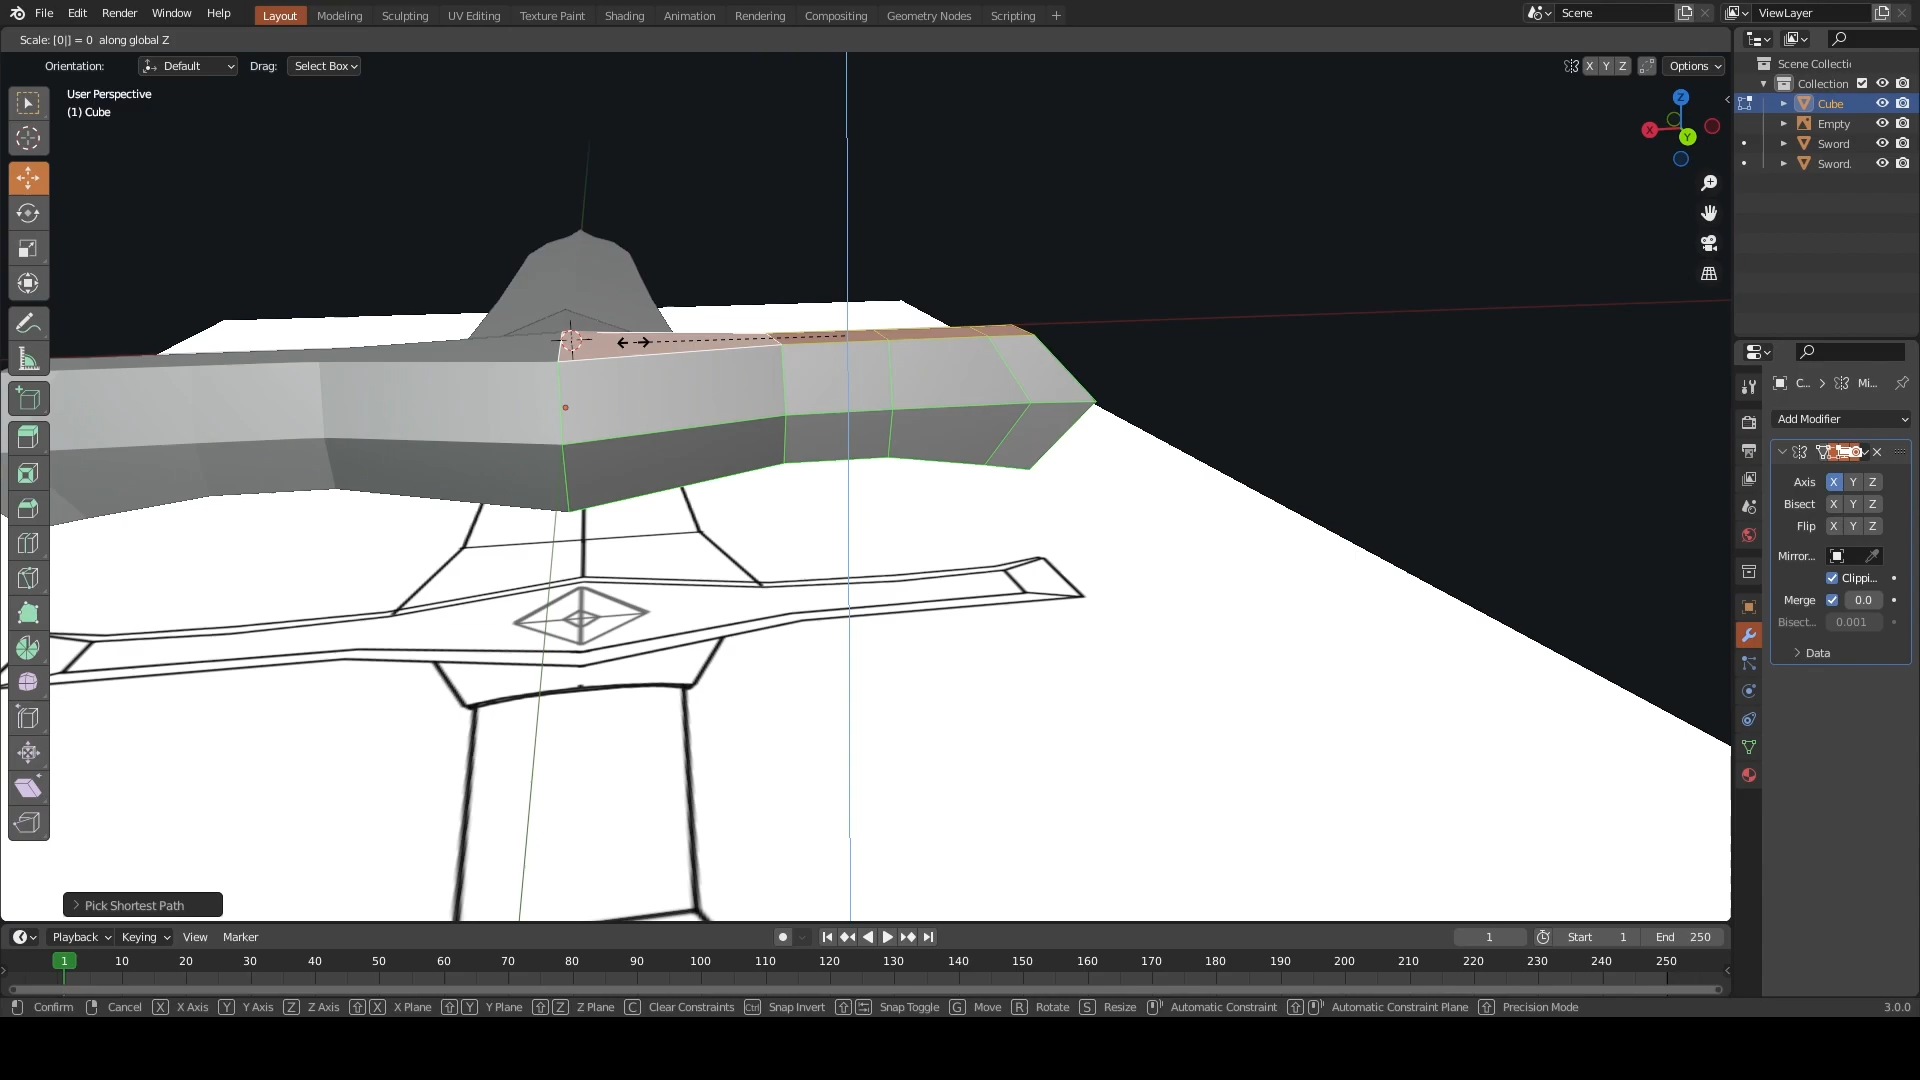 File Edit Render Window Help Layout Modeling Sculpting UV Editing Texture Paint Shading Animation Rendering Compositing Geometry Nodes Scripting + Scene ViewLayer
Scale: [0|] = 0 along global Z
Orientation: Default Drag: Select Box X Y Z Options
User Perspective
(1) Cube
Z
X
Y
Scene Collecti
Collection
Cube
Empty
Sword
Sword.
C... > Mi...
Add Modifier
Axis X Y Z
Bisect X Y Z
Flip X Y Z
Mirror...
Clippi...
Merge 0.0
Bisect... 0.001
> Data
> Pick Shortest Path
Playback Keying View Marker 1 Start 1 End 250
1 10 20 30 40 50 60 70 80 90 100 110 120 130 140 150 160 170 180 190 200 210 220 230 240 250
Confirm Cancel X X Axis Y Y Axis Z Z Axis X X Plane Y Y Plane Z Z Plane C Clear Constraints Ctrl Snap Invert Snap Toggle G Move R Rotate S Resize Automatic Constraint Automatic Constraint Plane Precision Mode 3.0.0